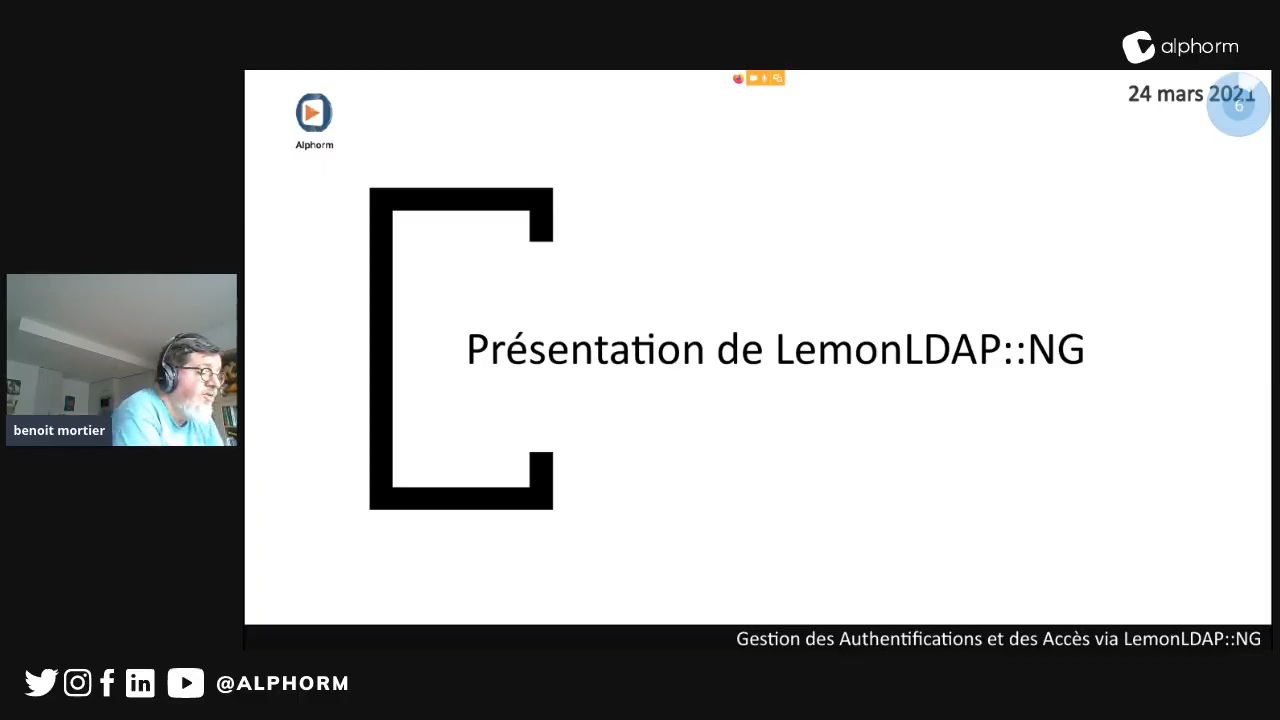 alphorm
24 mars 2021
6
Alphorm
Présentation de LemonLDAP::NG
benoit mortier
Gestion des Authentifications et des Accès via LemonLDAP::NG
@ALPHORM